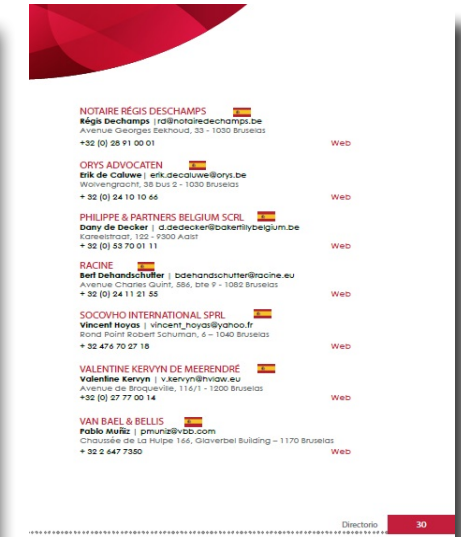 NOTAIRE RÉGIS DESCHAMPS
Régis Dechamps | rd@notairedechamps.be
Avenue Georges Eekhoud, 33 - 1030 Bruselas
+32 (0) 28 91 00 01 Web
ORYS ADVOCATEN
Erik de Caluwe | erik.decaluwe@orys.be
Wolvengracht, 38 bus 2 - 1030 Bruselas
+ 32 (0) 24 10 10 66 Web
PHILIPPE & PARTNERS BELGIUM SCRL
Dany de Decker | d.dedecker@bakertillybelgium.be
Kareelstraat, 122 - 9300 Aalst
+ 32 (0) 53 70 01 11 Web
RACINE
Bert Dehandschutter | bdehandschutter@racine.eu
Avenue Charles Quint, 586, bte 9 - 1082 Bruselas
+ 32 (0) 24 11 21 55 Web
SOCOVHO INTERNATIONAL SPRL
Vincent Hoyas | vincent_hoyas@yahoo.fr
Rond Point Robert Schuman, 6 – 1040 Bruselas
+ 32 476 70 27 18 Web
VALENTINE KERVYN DE MEERENDRÉ
Valentine Kervyn | v.kervyn@hvlaw.eu
Avenue de Broqueville, 116/1 - 1200 Bruselas
+32 (0) 27 77 00 14 Web
VAN BAEL & BELLIS
Pablo Muñiz | pmuniz@vbb.com
Chaussée de La Hulpe 166, Glaverbel Building – 1170 Bruselas
+ 32 2 647 7350 Web
Directorio 30